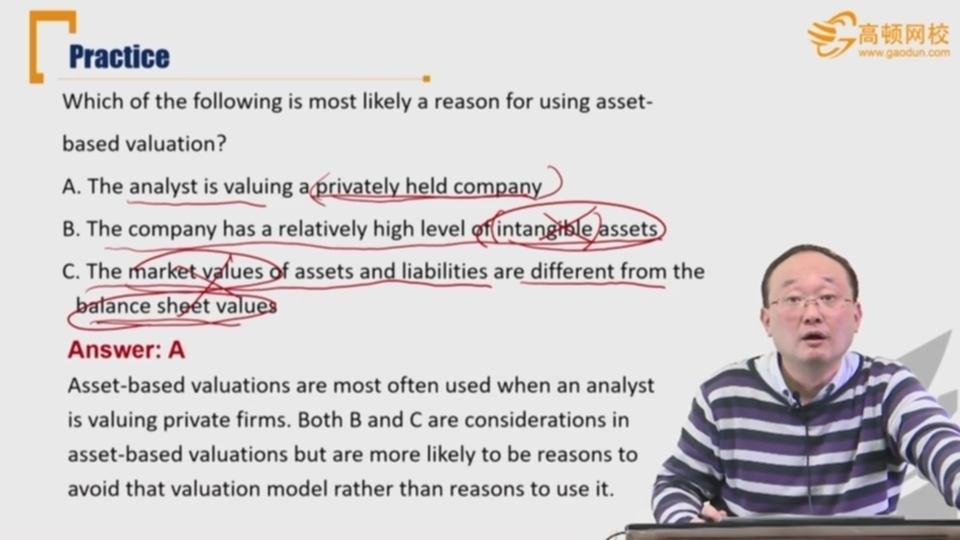 Practice
高顿网校
www.gaodun.com
Which of the following is most likely a reason for using asset-
based valuation?
A. The analyst is valuing a privately held company
B. The company has a relatively high level of intangible assets
C. The market values of assets and liabilities are different from the
balance sheet values
Answer: A
Asset-based valuations are most often used when an analyst
is valuing private firms. Both B and C are considerations in
asset-based valuations but are more likely to be reasons to
avoid that valuation model rather than reasons to use it.